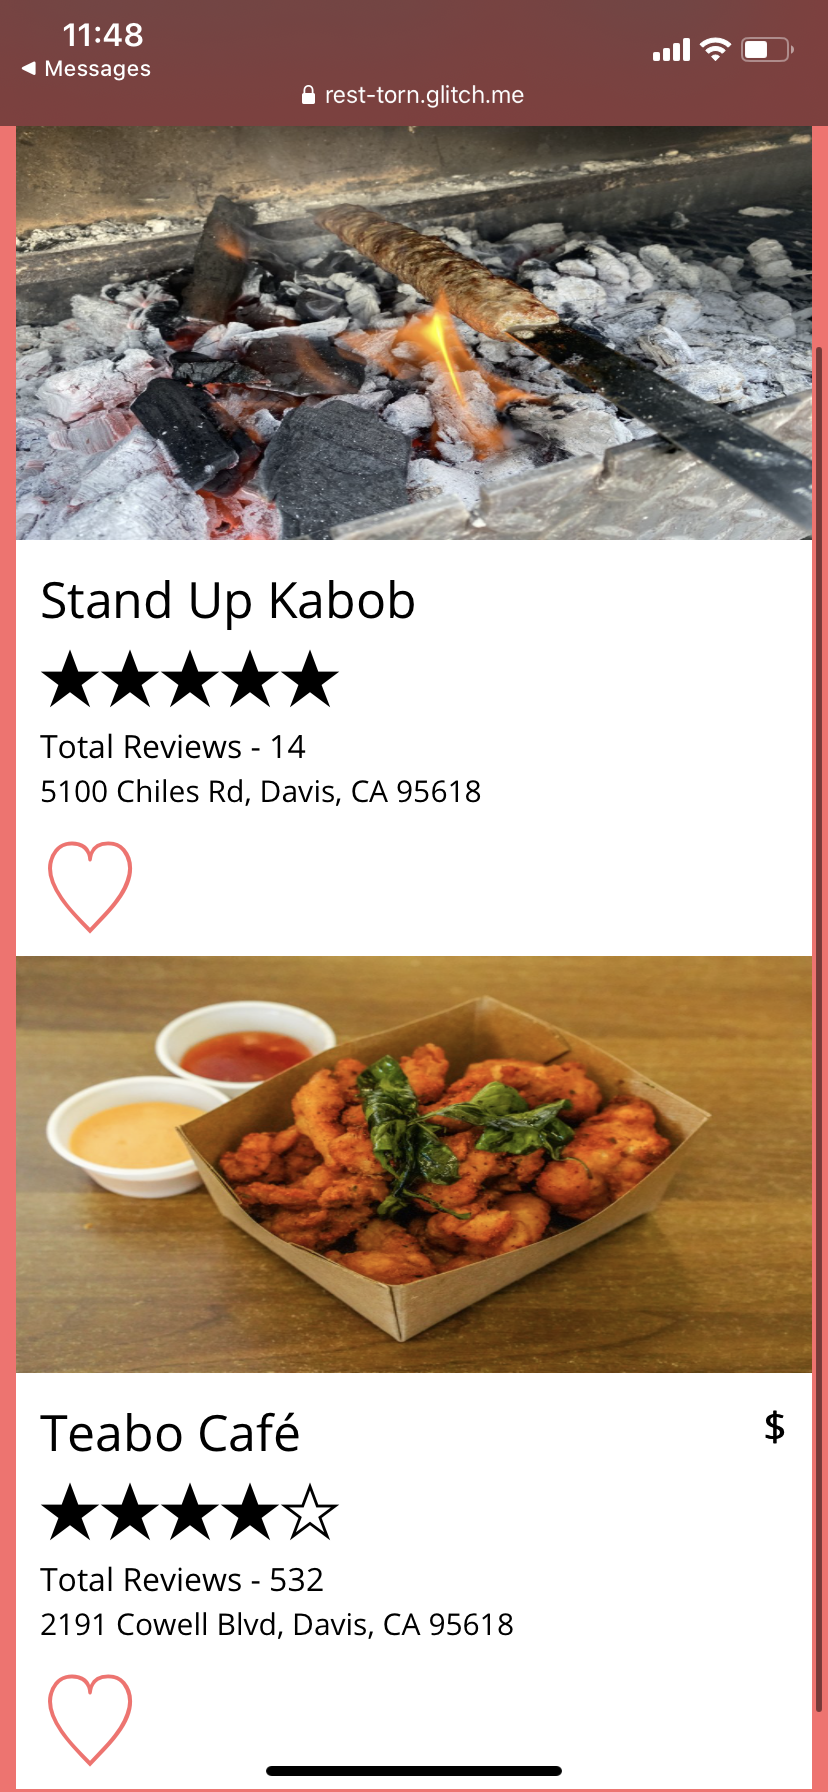 11:48
◀ Messages
rest-torn.glitch.me
Stand Up Kabob
★★★★★
Total Reviews - 14
5100 Chiles Rd, Davis, CA 95618
Teabo Café $
★★★★☆
Total Reviews - 532
2191 Cowell Blvd, Davis, CA 95618